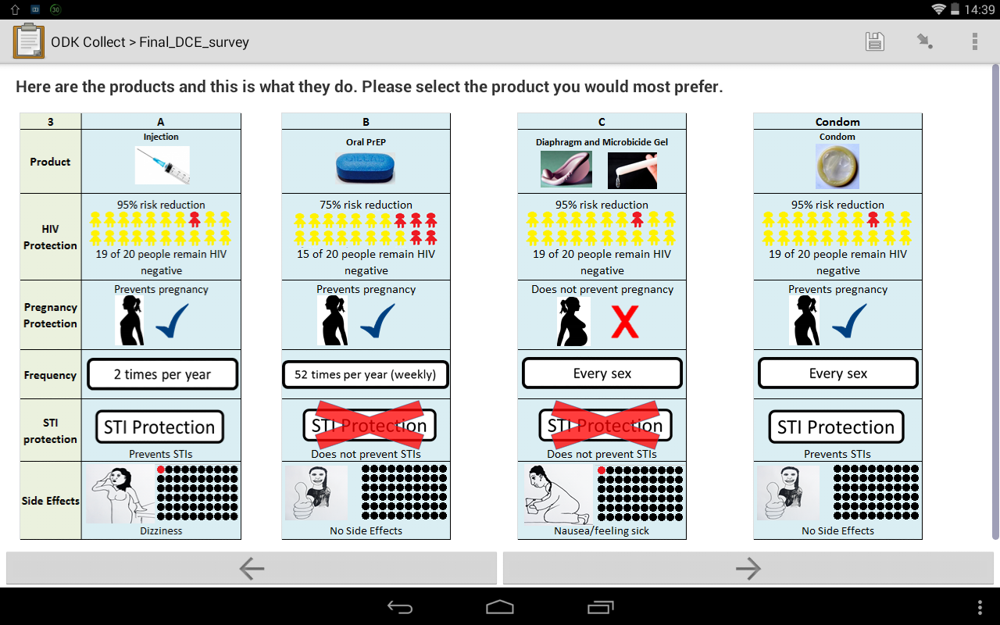 30
14:39
ODK Collect > Final_DCE_survey
Here are the products and this is what they do. Please select the product you would most prefer.
3 A B C Condom
Product
Injection
Oral PrEP
Diaphragm and Microbicide Gel
Condom
HIV
Protection
95% risk reduction
19 of 20 people remain HIV
negative
75% risk reduction
15 of 20 people remain HIV
negative
95% risk reduction
19 of 20 people remain HIV
negative
95% risk reduction
19 of 20 people remain HIV
negative
Pregnancy
Protection
Prevents pregnancy
Prevents pregnancy
Does not prevent pregnancy
X
Prevents pregnancy
Frequency
2 times per year
52 times per year (weekly)
Every sex
Every sex
STI
protection
STI Protection
Prevents STIs
STI Protection
Does not prevent STIs
STI Protection
Does not prevent STIs
STI Protection
Prevents STIs
Side Effects
Dizziness
No Side Effects
Nausea/feeling sick
No Side Effects